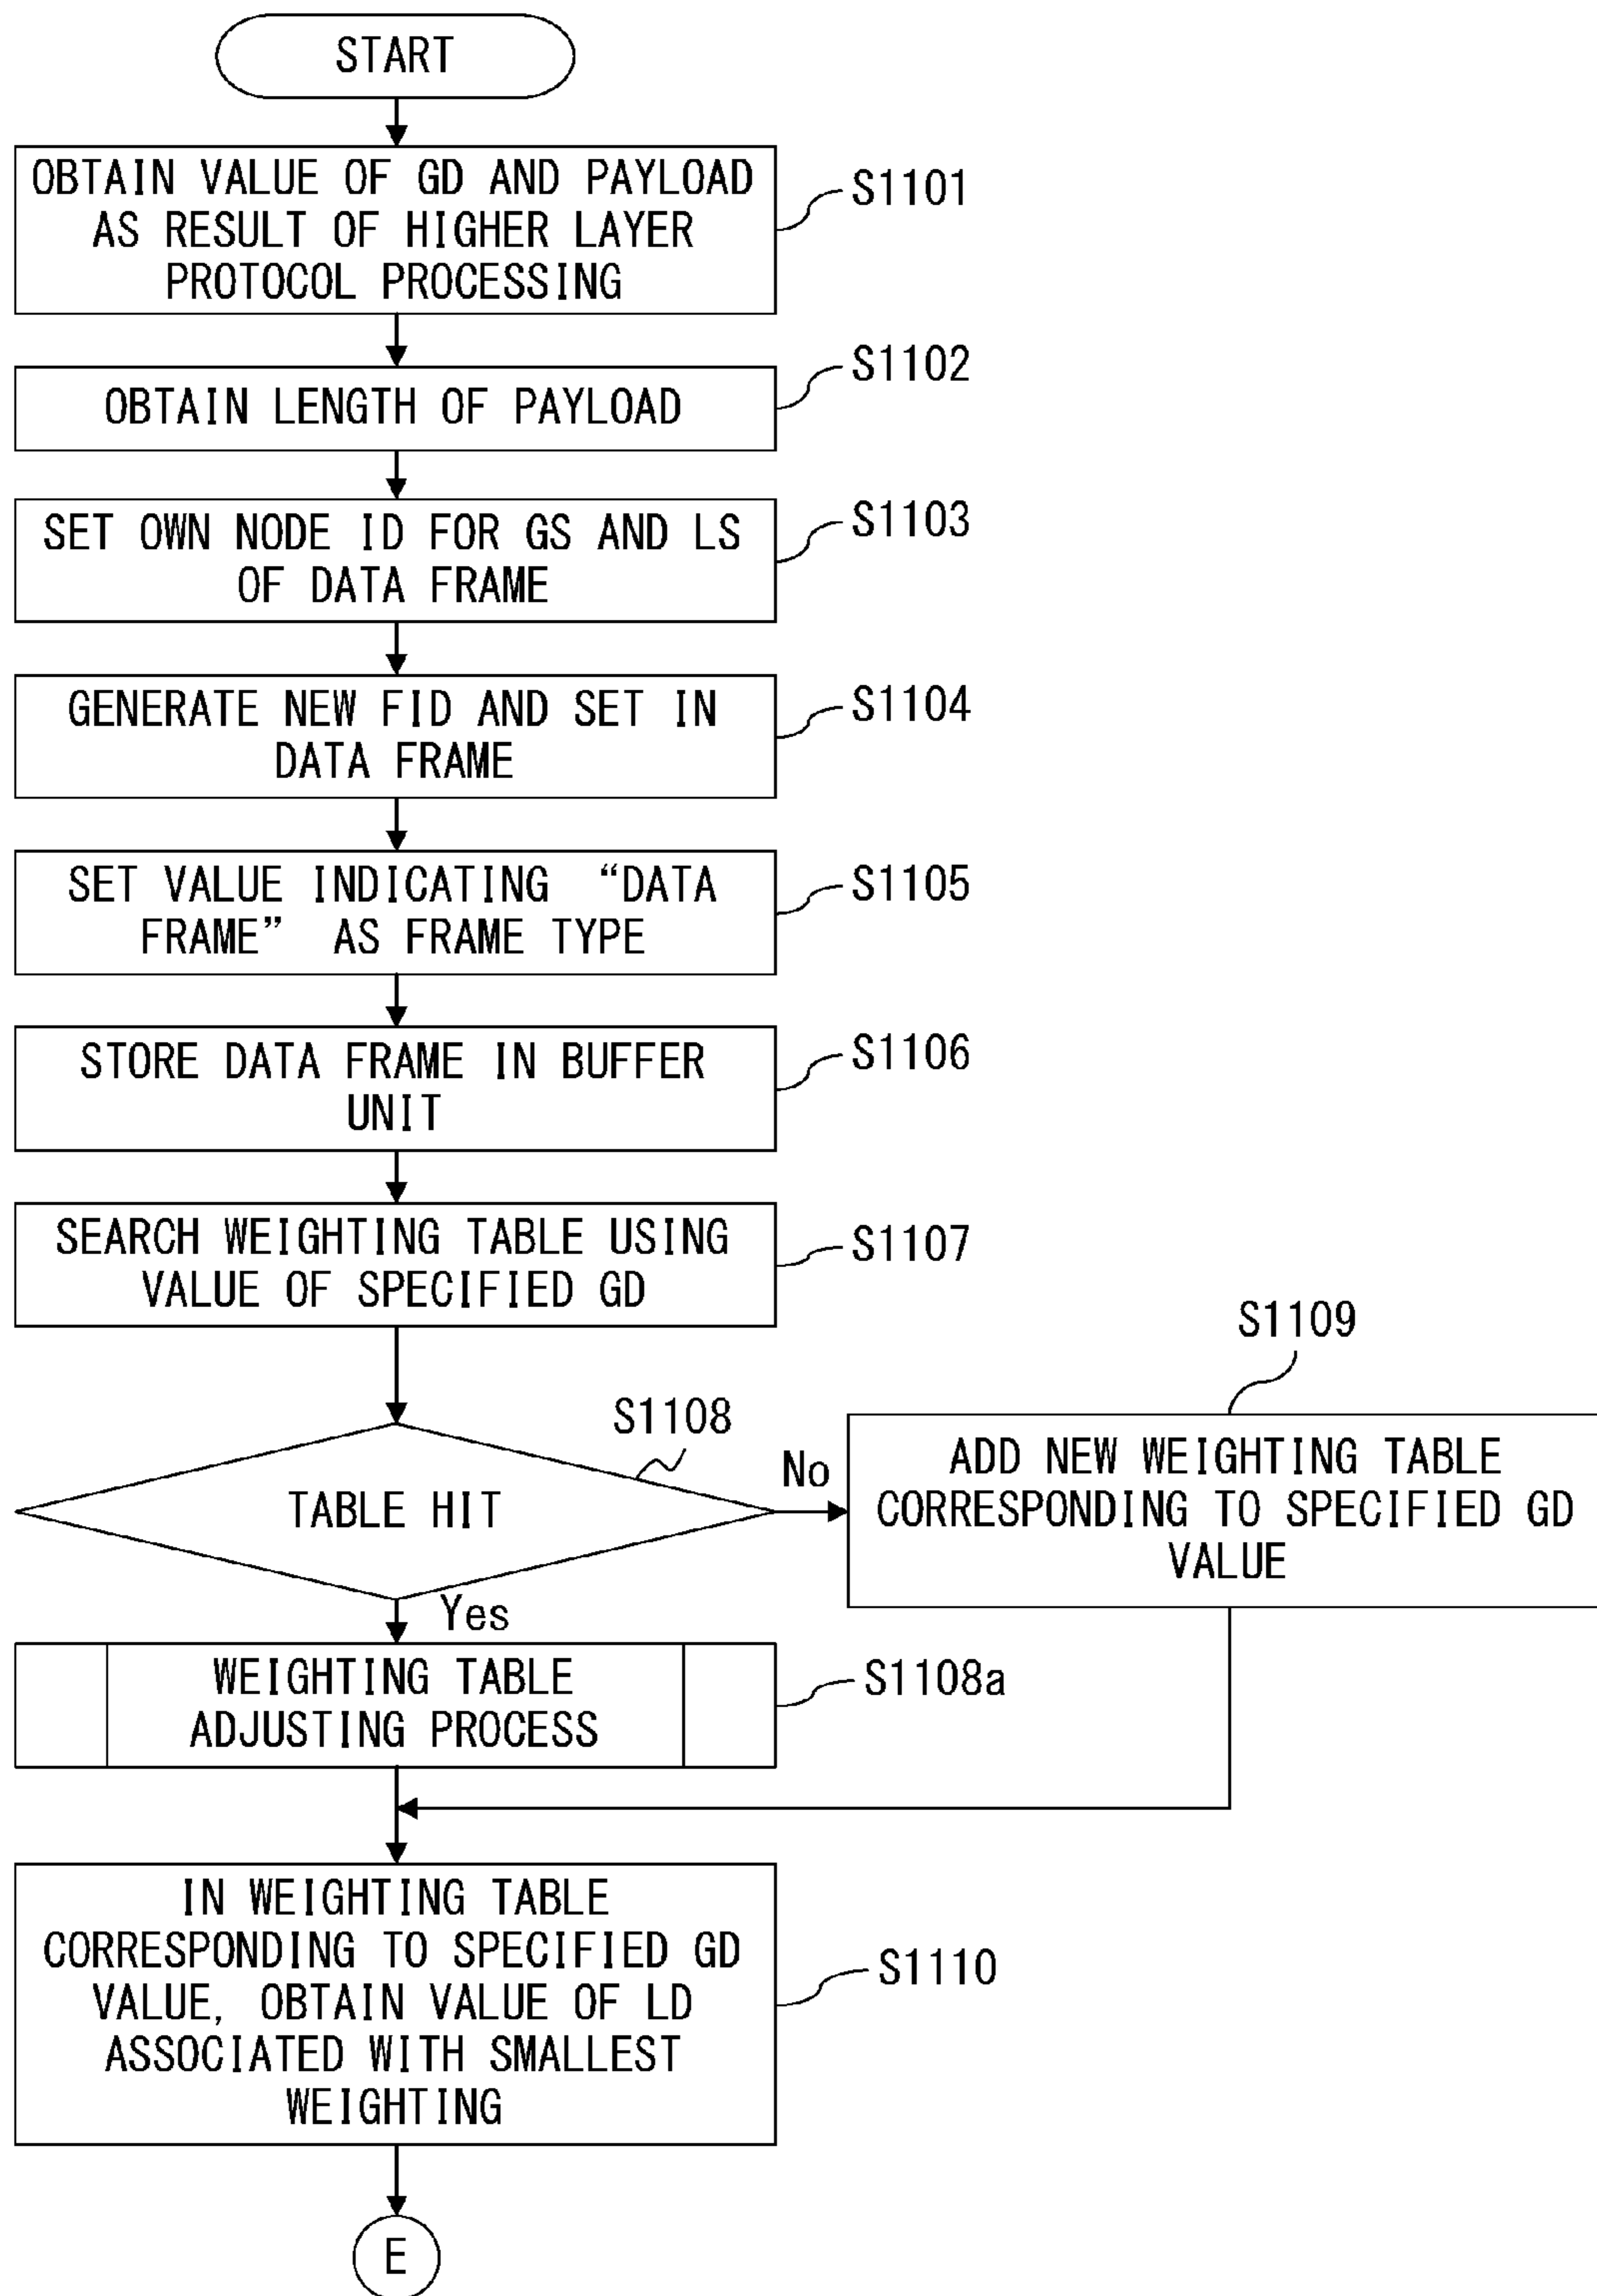 START
OBTAIN VALUE OF GD AND PAYLOAD
AS RESULT OF HIGHER LAYER
PROTOCOL PROCESSING
S1101
OBTAIN LENGTH OF PAYLOAD
S1102
SET OWN NODE ID FOR GS AND LS
OF DATA FRAME
S1103
GENERATE NEW FID AND SET IN
DATA FRAME
S1104
SET VALUE INDICATING “DATA
FRAME” AS FRAME TYPE
S1105
STORE DATA FRAME IN BUFFER
UNIT
S1106
SEARCH WEIGHTING TABLE USING
VALUE OF SPECIFIED GD
S1107
TABLE HIT
S1108
No
S1109
ADD NEW WEIGHTING TABLE
CORRESPONDING TO SPECIFIED GD
VALUE
Yes
WEIGHTING TABLE
ADJUSTING PROCESS
S1108a
IN WEIGHTING TABLE
CORRESPONDING TO SPECIFIED GD
VALUE, OBTAIN VALUE OF LD
ASSOCIATED WITH SMALLEST
WEIGHTING
S1110
E